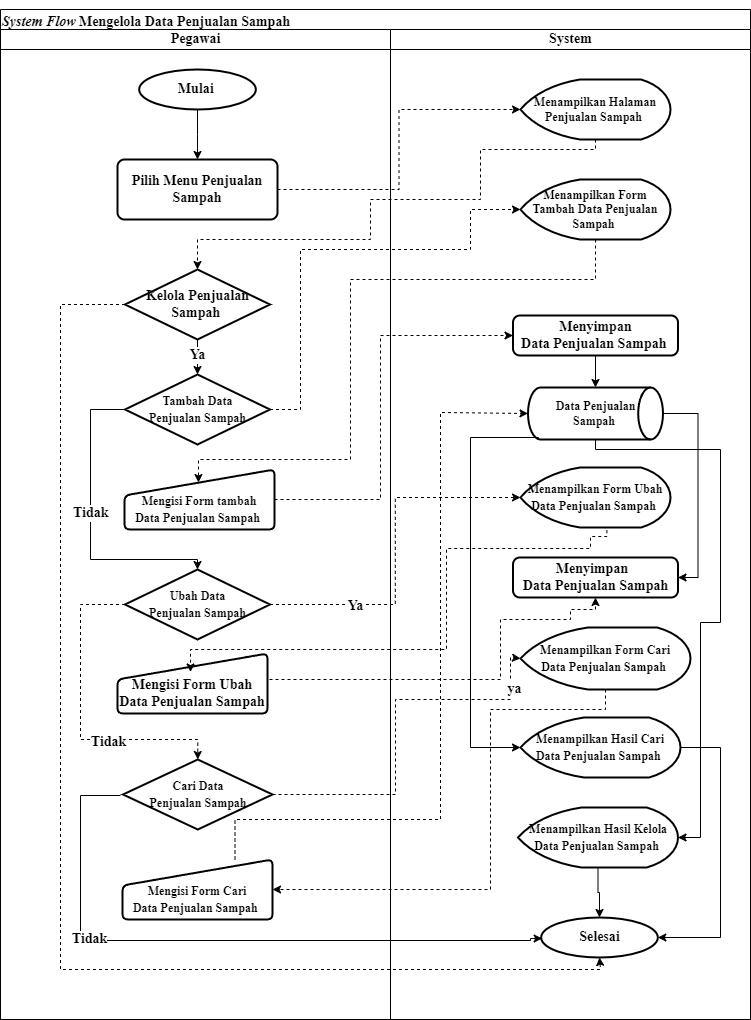 System Flow Mengelola Data Penjualan Sampah
Pegawai
System
Mulai
Menampilkan Halaman
Penjualan Sampah
Pilih Menu Penjualan
Sampah
Menampilkan Form
Tambah Data Penjualan
Sampah
Kelola Penjualan
Sampah
Menyimpan
Data Penjualan Sampah
Ya
Tambah Data
Penjualan Sampah
Data Penjualan
Sampah
Mengisi Form tambah
Data Penjualan Sampah
Menampilkan Form Ubah
Data Penjualan Sampah
Tidak
Menyimpan
Data Penjualan Sampah
Ubah Data
Penjualan Sampah
Ya
Menampilkan Form Cari
Data Penjualan Sampah
Mengisi Form Ubah
Data Penjualan Sampah
ya
Tidak
Menampilkan Hasil Cari
Data Penjualan Sampah
Cari Data
Penjualan Sampah
Menampilkan Hasil Kelola
Data Penjualan Sampah
Mengisi Form Cari
Data Penjualan Sampah
Tidak
Selesai